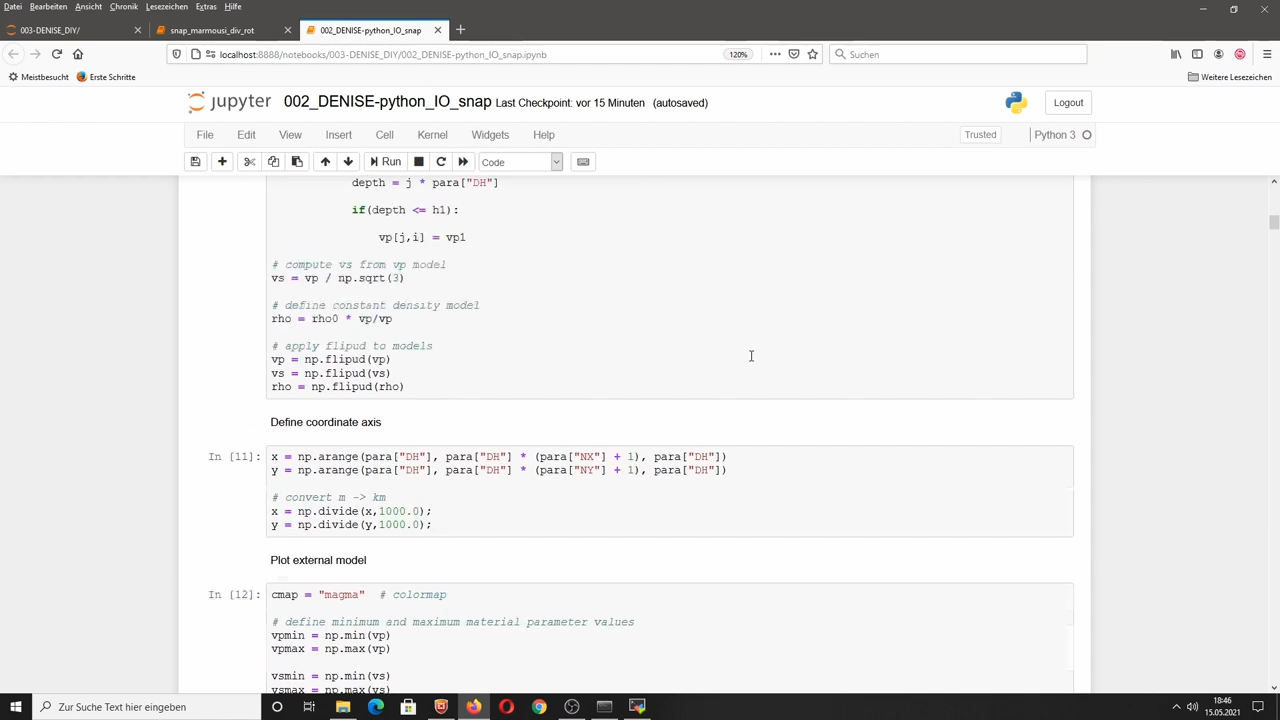 Datei Bearbeiten Ansicht Chronik Lesezeichen Extras Hilfe
003-DENISE_DIY/ snap_marmousi_div_rot 002_DENISE-python_IO_snap
localhost:8888/notebooks/003-DENISE_DIY/002_DENISE-python_IO_snap.ipynb 120% Suchen
Meistbesucht Erste Schritte Weitere Lesezeichen
jupyter 002_DENISE-python_IO_snap Last Checkpoint: vor 15 Minuten (autosaved) Logout
File Edit View Insert Cell Kernel Widgets Help Trusted Python 3
Run Code
depth = j * para["DH"]
if(depth <= h1):
vp[j,i] = vp1
# compute vs from vp model
vs = vp / np.sqrt(3)
# define constant density model
rho = rho0 * vp/vp
# apply flipud to models
vp = np.flipud(vp)
vs = np.flipud(vs)
rho = np.flipud(rho)
Define coordinate axis
In [11]: x = np.arange(para["DH"], para["DH"] * (para["NX"] + 1), para["DH"])
y = np.arange(para["DH"], para["DH"] * (para["NY"] + 1), para["DH"])
# convert m -> km
x = np.divide(x,1000.0);
y = np.divide(y,1000.0);
Plot external model
In [12]: cmap = "magma" # colormap
# define minimum and maximum material parameter values
vpmin = np.min(vp)
vpmax = np.max(vp)
vsmin = np.min(vs)
vsmax = np.max(vs)
Zur Suche Text hier eingeben
18:46
15.05.2021